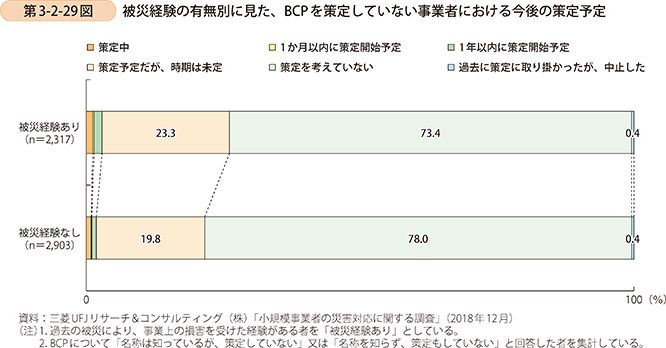 第3-2-29図 被災経験の有無別に見た、BCPを策定していない事業者における今後の策定予定
策定中 1か月以内に策定開始予定 1年以内に策定開始予定
策定予定だが、時期は未定 策定を考えていない 過去に策定に取り掛かったが、中止した
被災経験あり
（n=2,317）
23.3 73.4 0.4
被災経験なし
（n=2,903）
19.8 78.0 0.4
0 100（%）
資料：三菱UFJリサーチ＆コンサルティング（株）「小規模事業者の災害対応に関する調査」（2018年12月）
（注）1. 過去の被災により、事業上の損害を受けた経験がある者を「被災経験あり」としている。
2. BCPについて「名称は知っているが、策定していない」又は「名称を知らず、策定もしていない」と回答した者を集計している。